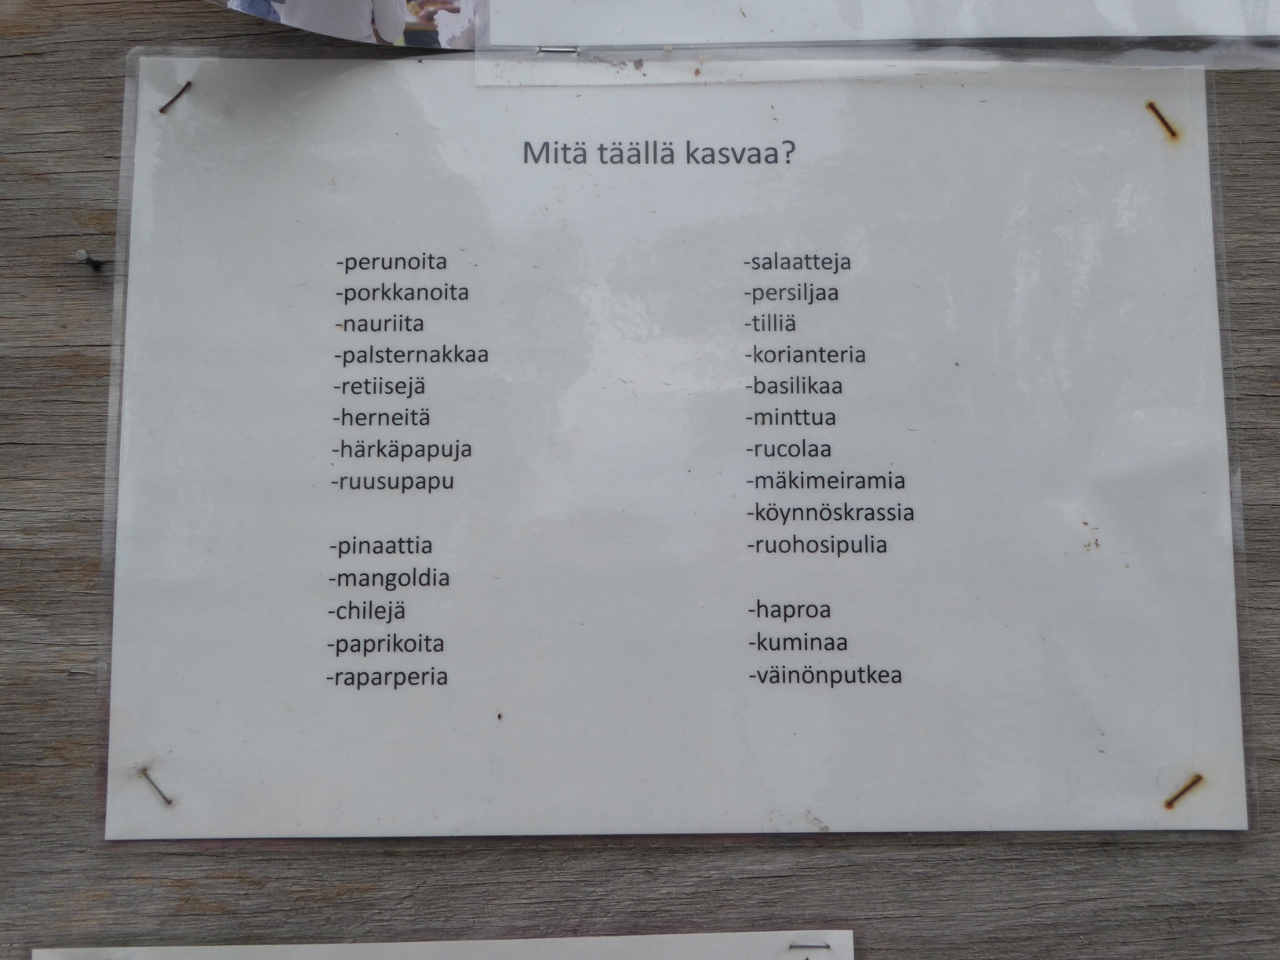 Mitä täällä kasvaa?
-perunoita
-porkkanoita
-nauriita
-palsternakkaa
-retiisejä
-herneitä
-härkäpapuja
-ruusupapu
-pinaattia
-mangoldia
-chilejä
-paprikoita
-raparperia
-salaatteja
-persiljaa
-tilliä
-korianteria
-basilikaa
-minttua
-rucolaa
-mäkimeiramia
-köynnöskrassia
-ruohosipulia
-haproa
-kuminaa
-väinönputkea